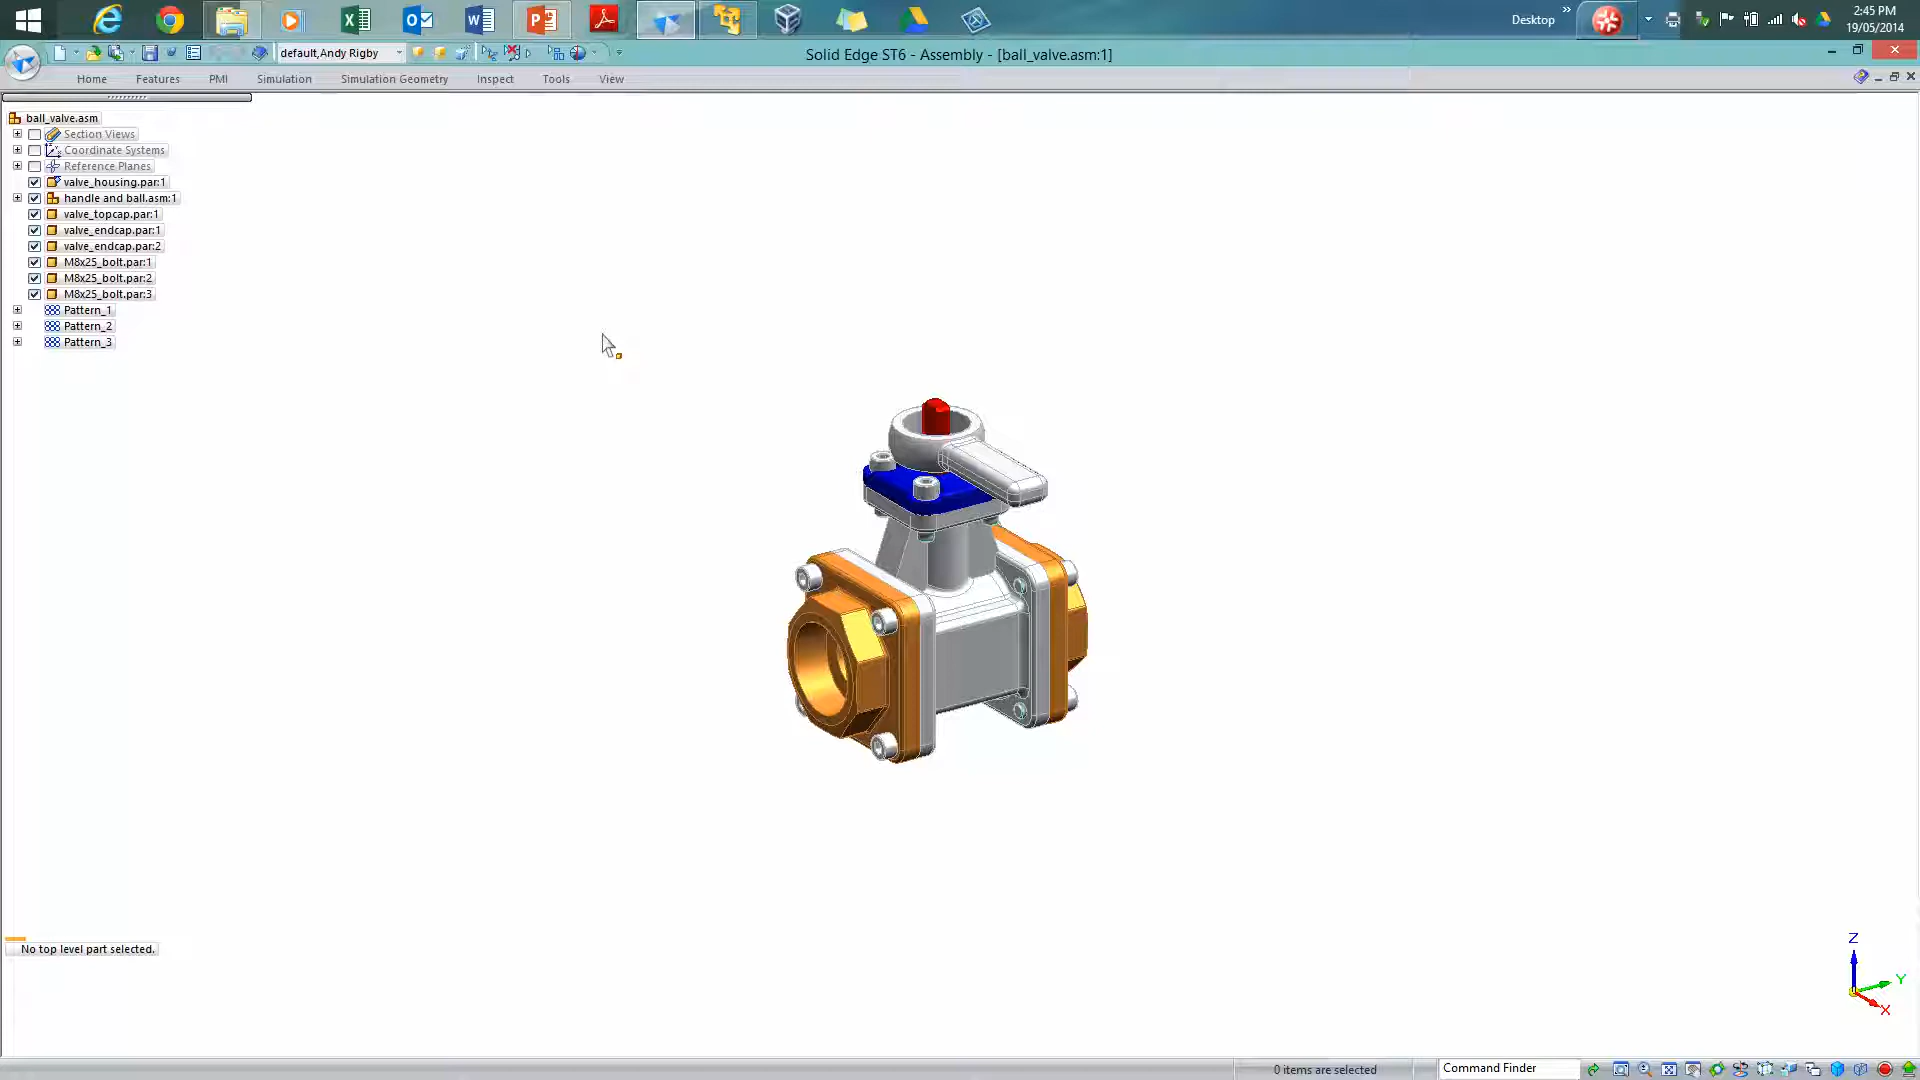 Desktop
»
2:45 PM
19/05/2014
default,Andy Rigby
Solid Edge ST6 - Assembly - [ball_valve.asm:1]
Home Features PMI Simulation Simulation Geometry Inspect Tools View
ball_valve.asm
Section Views
Coordinate Systems
Reference Planes
valve_housing.par:1
handle and ball.asm:1
valve_topcap.par:1
valve_endcap.par:1
valve_endcap.par:2
M8x25_bolt.par:1
M8x25_bolt.par:2
M8x25_bolt.par:3
Pattern_1
Pattern_2
Pattern_3
No top level part selected.
Z
Y
X
0 items are selected
Command Finder